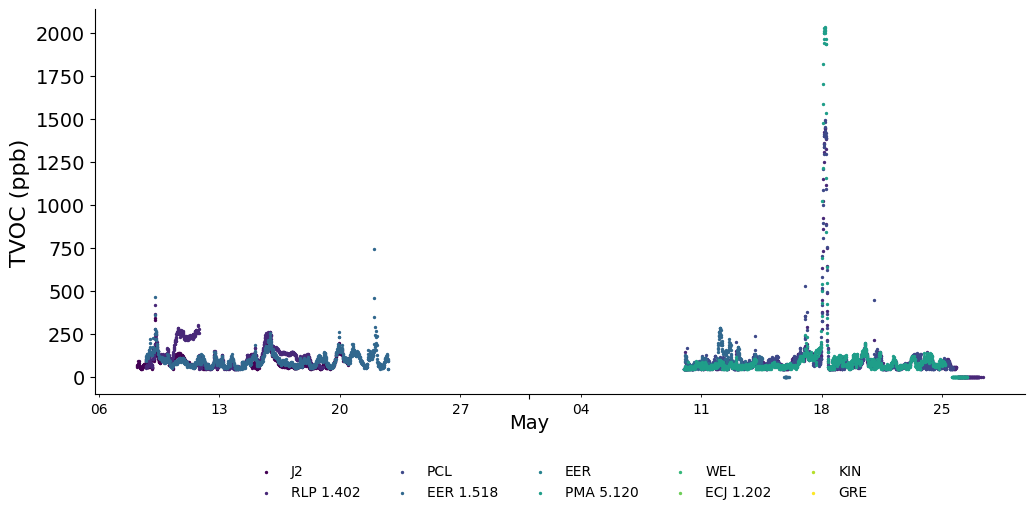 2000
1750
1500
1250
1000
750
500
250
0
TVOC (ppb)
06 13 20 27 04 11 18 25
May
J2 PCL EER WEL KIN
RLP 1.402 EER 1.518 PMA 5.120 ECJ 1.202 GRE